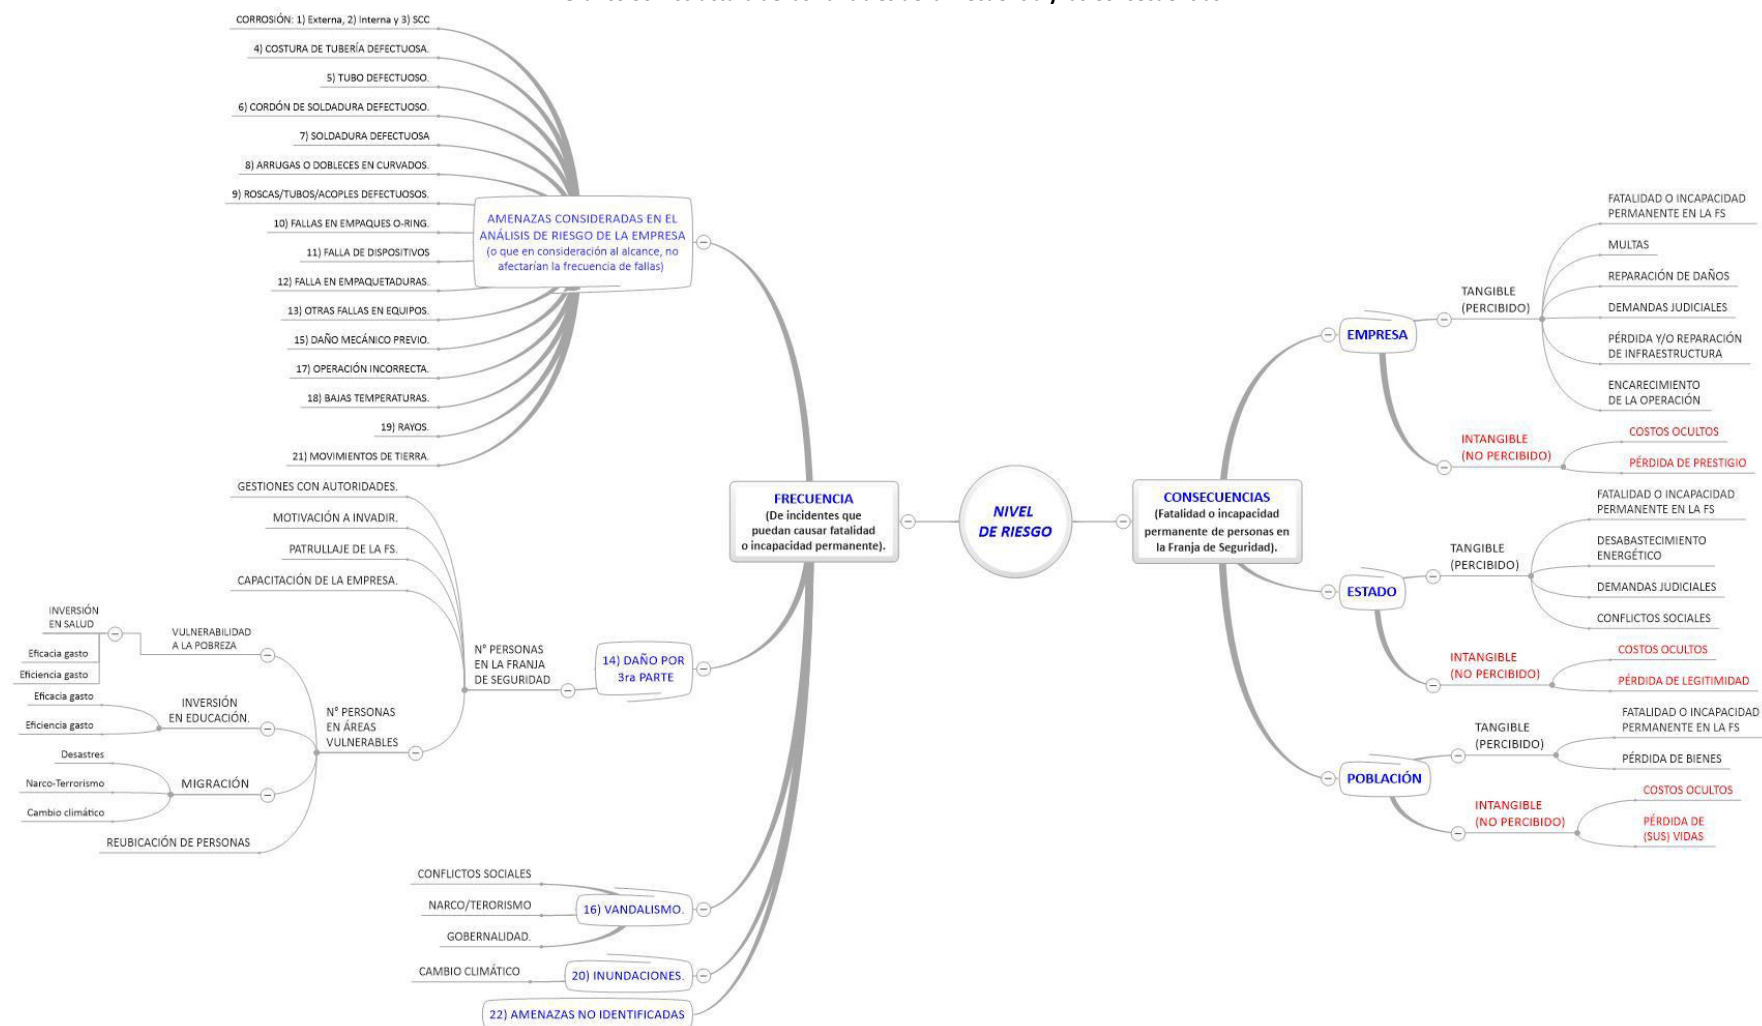 CORROSIÓN: 1) Externa, 2) Interna y 3) SCC
4) COSTURA DE TUBERÍA DEFECTUOSA.
5) TUBO DEFECTUOSO.
6) CORDÓN DE SOLDADURA DEFECTUOSO.
7) SOLDADURA DEFECTUOSA
8) ARRUGAS O DOBLECES EN CURVADOS.
9) ROSCAS/TUBOS/ACOPLES DEFECTUOSOS.
10) FALLAS EN EMPAQUES O-RING.
11) FALLA DE DISPOSITIVOS
12) FALLA EN EMPAQUETADURAS.
13) OTRAS FALLAS EN EQUIPOS.
15) DAÑO MECÁNICO PREVIO.
17) OPERACIÓN INCORRECTA.
18) BAJAS TEMPERATURAS.
19) RAYOS.
21) MOVIMIENTOS DE TIERRA.
AMENAZAS CONSIDERADAS EN EL
ANÁLISIS DE RIESGO DE LA EMPRESA
(o que en consideración al alcance, no
afectarían la frecuencia de fallas)
GESTIONES CON AUTORIDADES.
MOTIVACIÓN A INVADIR.
PATRULLAJE DE LA FS.
CAPACITACIÓN DE LA EMPRESA.
INVERSIÓN
EN SALUD
Eficacia gasto
Eficiencia gasto
VULNERABILIDAD
A LA POBREZA
Eficacia gasto
Eficiencia gasto
INVERSIÓN
EN EDUCACIÓN.
Desastres
Narco-Terrorismo
Cambio climático
MIGRACIÓN
REUBICACIÓN DE PERSONAS
N° PERSONAS
EN ÁREAS
VULNERABLES
N° PERSONAS
EN LA FRANJA
DE SEGURIDAD
14) DAÑO POR
3ra PARTE
CONFLICTOS SOCIALES
NARCO/TERORISMO
GOBERNALIDAD.
16) VANDALISMO.
CAMBIO CLIMÁTICO
20) INUNDACIONES.
22) AMENAZAS NO IDENTIFICADAS
FRECUENCIA
(De incidentes que
puedan causar fatalidad
o incapacidad permanente).
NIVEL
DE RIESGO
CONSECUENCIAS
(Fatalidad o incapacidad
permanente de personas en
la Franja de Seguridad).
EMPRESA
TANGIBLE
(PERCIBIDO)
FATALIDAD O INCAPACIDAD
PERMANENTE EN LA FS
MULTAS
REPARACIÓN DE DAÑOS
DEMANDAS JUDICIALES
PÉRDIDA Y/O REPARACIÓN
DE INFRAESTRUCTURA
ENCARECIMIENTO
DE LA OPERACIÓN
INTANGIBLE
(NO PERCIBIDO)
COSTOS OCULTOS
PÉRDIDA DE PRESTIGIO
ESTADO
TANGIBLE
(PERCIBIDO)
FATALIDAD O INCAPACIDAD
PERMANENTE EN LA FS
DESABASTECIMIENTO
ENERGÉTICO
DEMANDAS JUDICIALES
CONFLICTOS SOCIALES
INTANGIBLE
(NO PERCIBIDO)
COSTOS OCULTOS
PÉRDIDA DE LEGITIMIDAD
POBLACIÓN
TANGIBLE
(PERCIBIDO)
FATALIDAD O INCAPACIDAD
PERMANENTE EN LA FS
PÉRDIDA DE BIENES
INTANGIBLE
(NO PERCIBIDO)
COSTOS OCULTOS
PÉRDIDA DE
(SUS) VIDAS